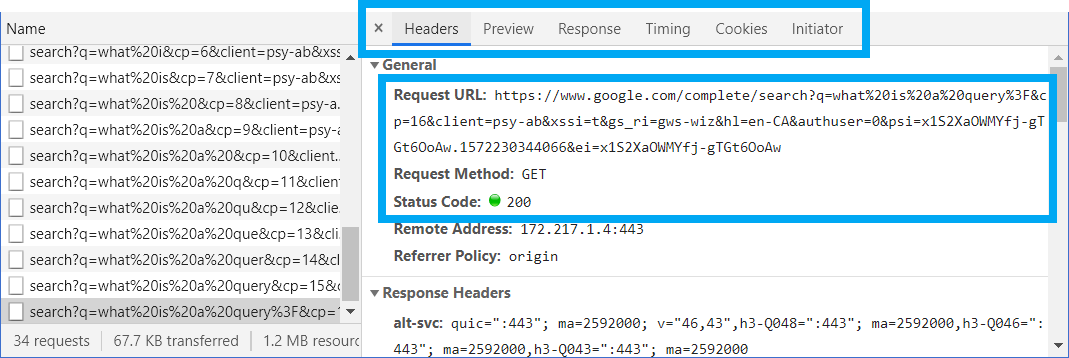 Name
search?q=what%20i&cp=6&client=psy-ab&xs
search?q=what%20is&cp=7&client=psy-ab&x
search?q=what%20is%20&cp=8&client=psy-a.
search?q=what%20is%20a&cp=9&client=psy-
search?q=what%20is%20a%20&cp=10&client..
search?q=what%20is%20a%20q&cp=11&client
search?q=what%20is%20a%20qu&cp=12&clie..
search?q=what%20is%20a%20que&cp=13&cli..
search?q=what%20is%20a%20quer&cp=14&cli
search?q=what%20is%20a%20query&cp=15&c
search?q=what%20is%20a%20query%3F&cp=1
34 requests 67.7 KB transferred 1.2 MB resourc
× Headers Preview Response Timing Cookies Initiator
General
Request URL: https://www.google.com/complete/search?q=what%20is%20a%20query%3F&c
p=16&client=psy-ab&xssi=t&gs_ri=gws-wiz&hl=en-CA&authuser=0&psi=x1S2XaOWMYfj-gT
Gt6OoAw.1572230344066&ei=x1S2XaOWMYfj-gTGt6OoAw
Request Method: GET
Status Code: 200
Remote Address: 172.217.1.4:443
Referrer Policy: origin
Response Headers
alt-svc: quic=":443"; ma=2592000; v="46,43",h3-Q048=":443"; ma=2592000,h3-Q046=":
443"; ma=2592000,h3-Q043=":443"; ma=2592000